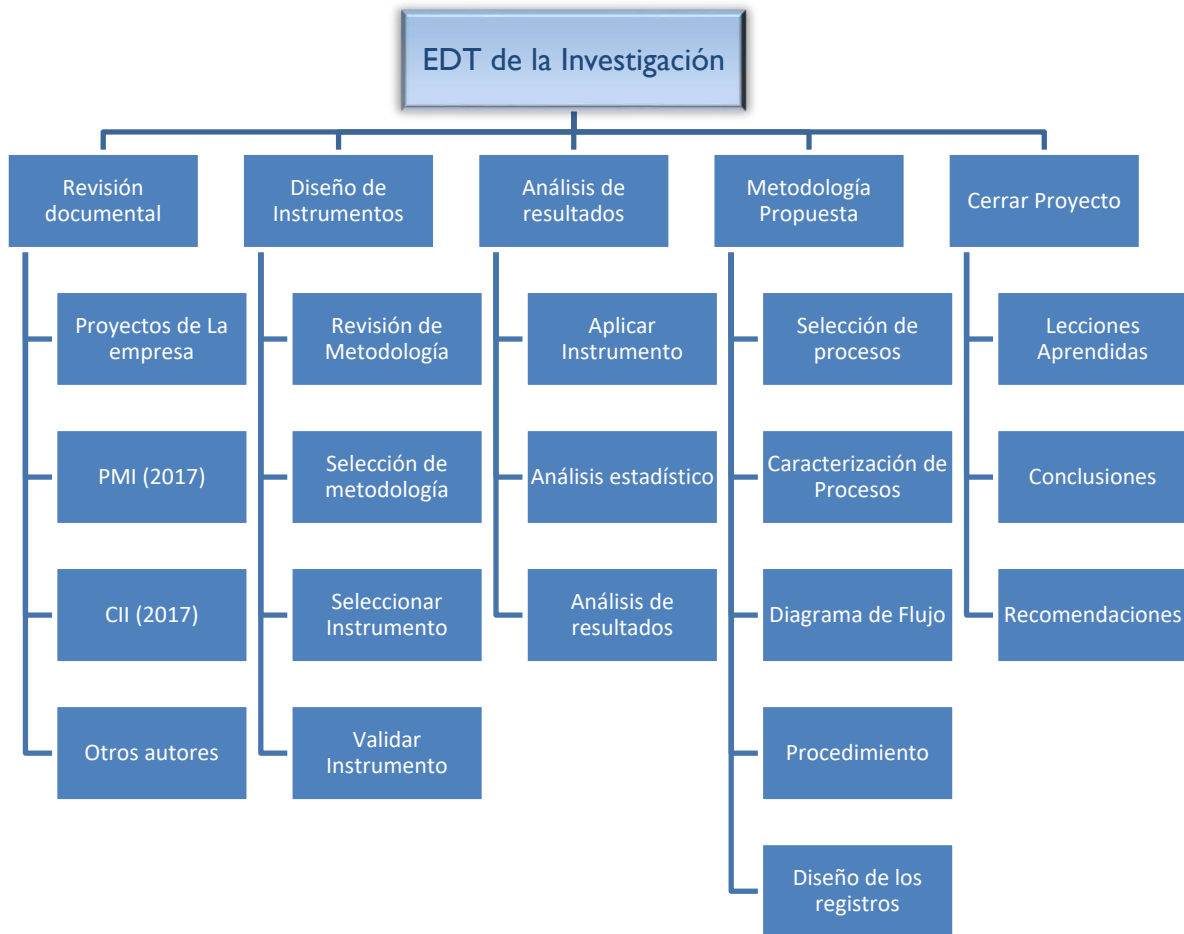 EDT de la Investigación
Revisión
documental
Diseño de
Instrumentos
Análisis de
resultados
Metodología
Propuesta
Cerrar Proyecto
Proyectos de La
empresa
PMI (2017)
CII (2017)
Otros autores
Revisión de
Metodología
Selección de
metodología
Seleccionar
Instrumento
Validar
Instrumento
Aplicar
Instrumento
Análisis estadístico
Análisis de
resultados
Selección de
procesos
Caracterización de
Procesos
Diagrama de Flujo
Procedimiento
Diseño de los
registros
Lecciones
Aprendidas
Conclusiones
Recomendaciones